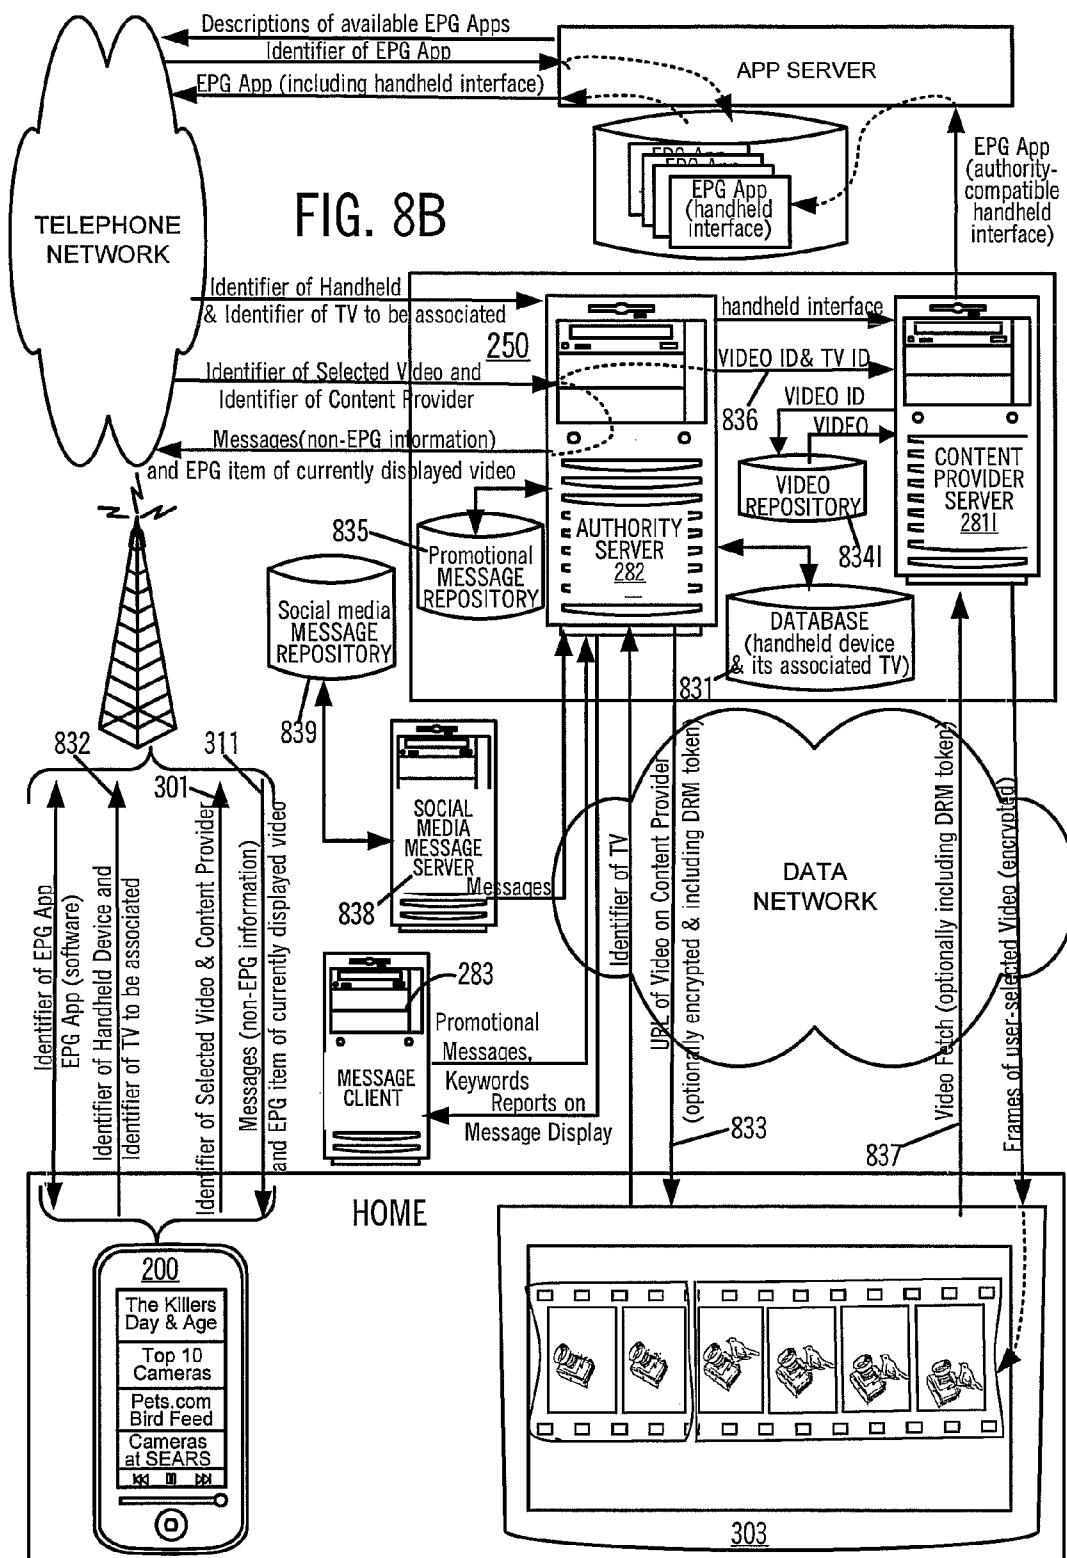 Descriptions of available EPG Apps
Identifier of EPG App
EPG App (including handheld interface)
APP SERVER
EPG App
(authority-
compatible
handheld
interface)
EPG App
EPG App
EPG App
(handheld
interface)
FIG. 8B
TELEPHONE
NETWORK
Identifier of Handheld
& Identifier of TV to be associated
250
handheld interface
Identifier of Selected Video and
Identifier of Content Provider
VIDEO ID& TV ID
836
VIDEO ID
VIDEO
Messages(non-EPG information)
and EPG item of currently displayed video
VIDEO
REPOSITORY
834I
CONTENT
PROVIDER
SERVER
281I
835
Promotional
MESSAGE
REPOSITORY
AUTHORITY
SERVER
282
Social media
MESSAGE
REPOSITORY
839
DATABASE
(handheld device
& its associated TV)
831
832
301
311
SOCIAL
MEDIA
MESSAGE
SERVER
838
Messages
DATA
NETWORK
Identifier of EPG App
EPG App (software)
Identifier of Handheld Device and
Identifier of TV to be associated
Identifier of Selected Video & Content Provider
Messages (non-EPG information)
and EPG item of currently displayed video
Identifier of TV
URL of Video on Content Provider
(optionally encrypted & including DRM token)
Video Fetch (optionally including DRM token)
Frames of user-selected Video (encrypted)
283
Promotional
Messages,
Keywords
MESSAGE
CLIENT
Reports on
Message Display
833
837
HOME
200
The Killers
Day & Age
Top 10
Cameras
Pets.com
Bird Feed
Cameras
at SEARS
303